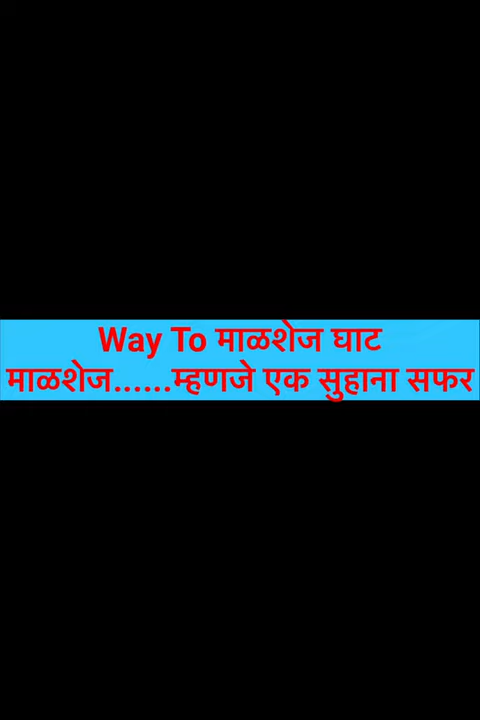 Way To माळशेज घाट
माळशेज......म्हणजे एक सुहाना सफर